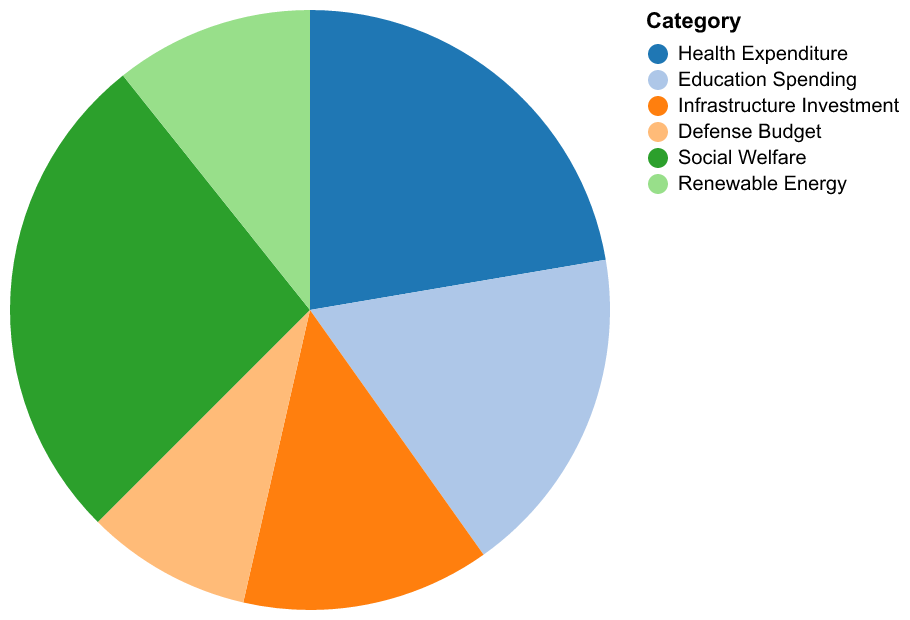 Category
Health Expenditure
Education Spending
Infrastructure Investment
Defense Budget
Social Welfare
Renewable Energy